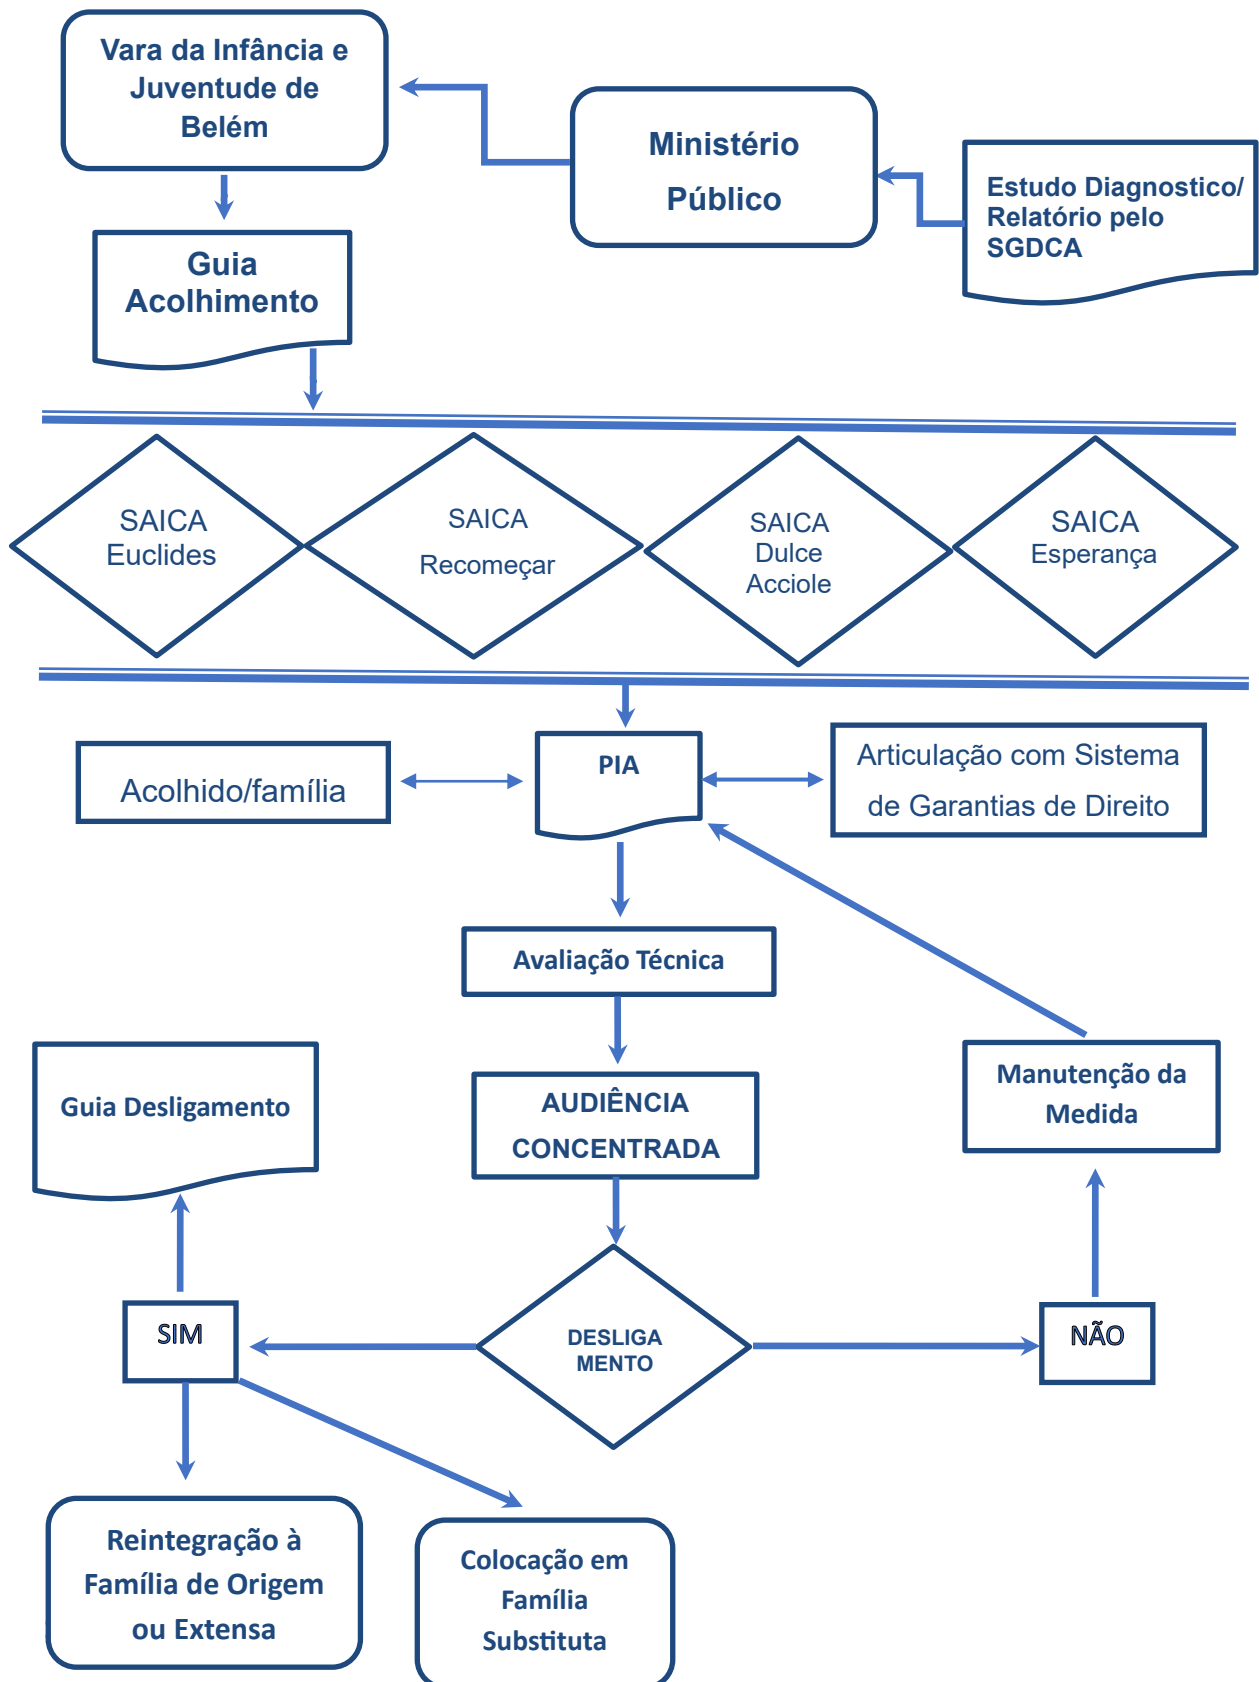 Vara da Infância e
Juventude de
Belém
Ministério
Público
Estudo Diagnostico/
Relatório pelo
SGDCA
Guia
Acolhimento
SAICA
Euclides
SAICA
Recomeçar
SAICA
Dulce
Acciole
SAICA
Esperança
Acolhido/família
PIA
Articulação com Sistema
de Garantias de Direito
Avaliação Técnica
Guia Desligamento
AUDIÊNCIA
CONCENTRADA
Manutenção da
Medida
SIM
DESLIGA
MENTO
NÃO
Reintegração à
Família de Origem
ou Extensa
Colocação em
Família
Substituta